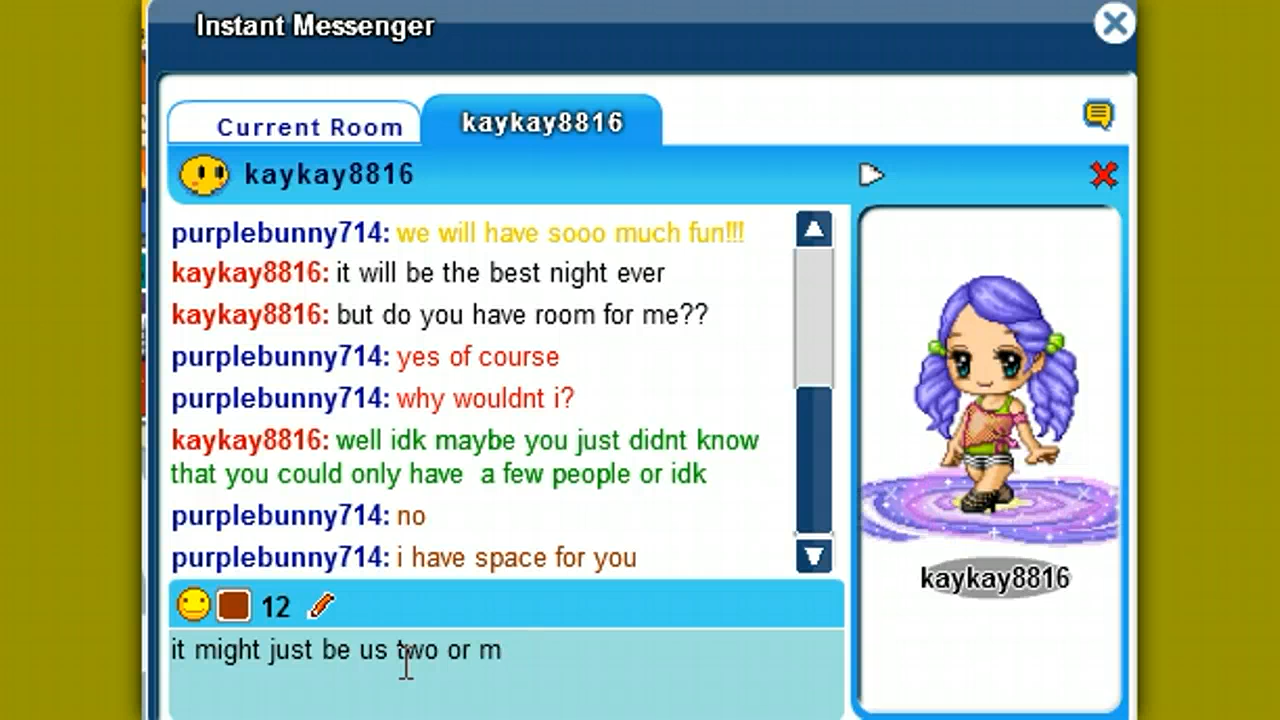 Instant Messenger
Current Room
kaykay8816
kaykay8816
purplebunny714: we will have sooo much fun!!!
kaykay8816: it will be the best night ever
kaykay8816: but do you have room for me??
purplebunny714: yes of course
purplebunny714: why wouldnt i?
kaykay8816: well idk maybe you just didnt know
that you could only have  a few people or idk
purplebunny714: no
purplebunny714: i have space for you
kaykay8816
12
it might just be us two or m